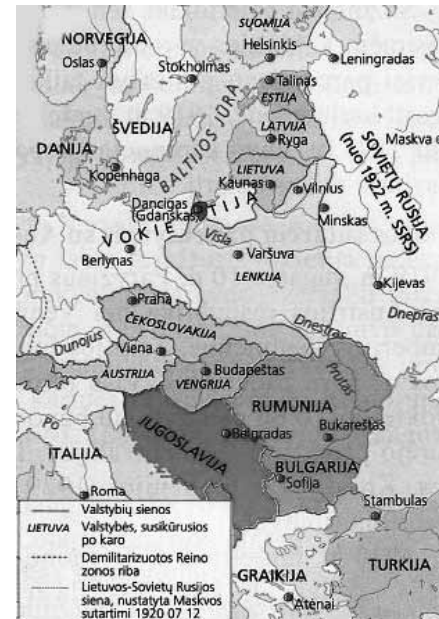 SUOMIJA
NORVEGIJA
Helsinkis
Oslas
Stokholmas
Leningradas
Talinas
ESTIJA
ŠVEDIJA
BALTIJOS JŪRA
LATVIJA
Ryga
SOVIETŲ RUSIJA
(nuo 1922 m. SSRS)
Maskva
DANIJA
Kopenhaga
LIETUVA
Kaunas
Vilnius
Dancigas
(Gdanskas)
Minskas
VOKIETIJA
Visla
Berlynas
Varšuva
LENKIJA
Kijevas
Praha
Dnepras
ČEKOSLOVAKIJA
Dnestras
Dunojus
Viena
Prutas
AUSTRIJA
Budapeštas
VENGRIJA
RUMUNIJA
Po
JUGOSLAVIJA
Belgradas
Bukareštas
ITALIJA
BULGARIJA
Sofija
Roma
Stambulas
Valstybių sienos
LIETUVA Valstybės, susikūrusios
po karo
Demilitarizuotos Reino
zonos riba
Lietuvos-Sovietų Rusijos
siena, nustatyta Maskvos
sutartimi 1920 07 12
GRAIKIJA
TURKIJA
Atėnai